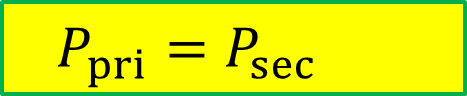 P_pri = P_sec